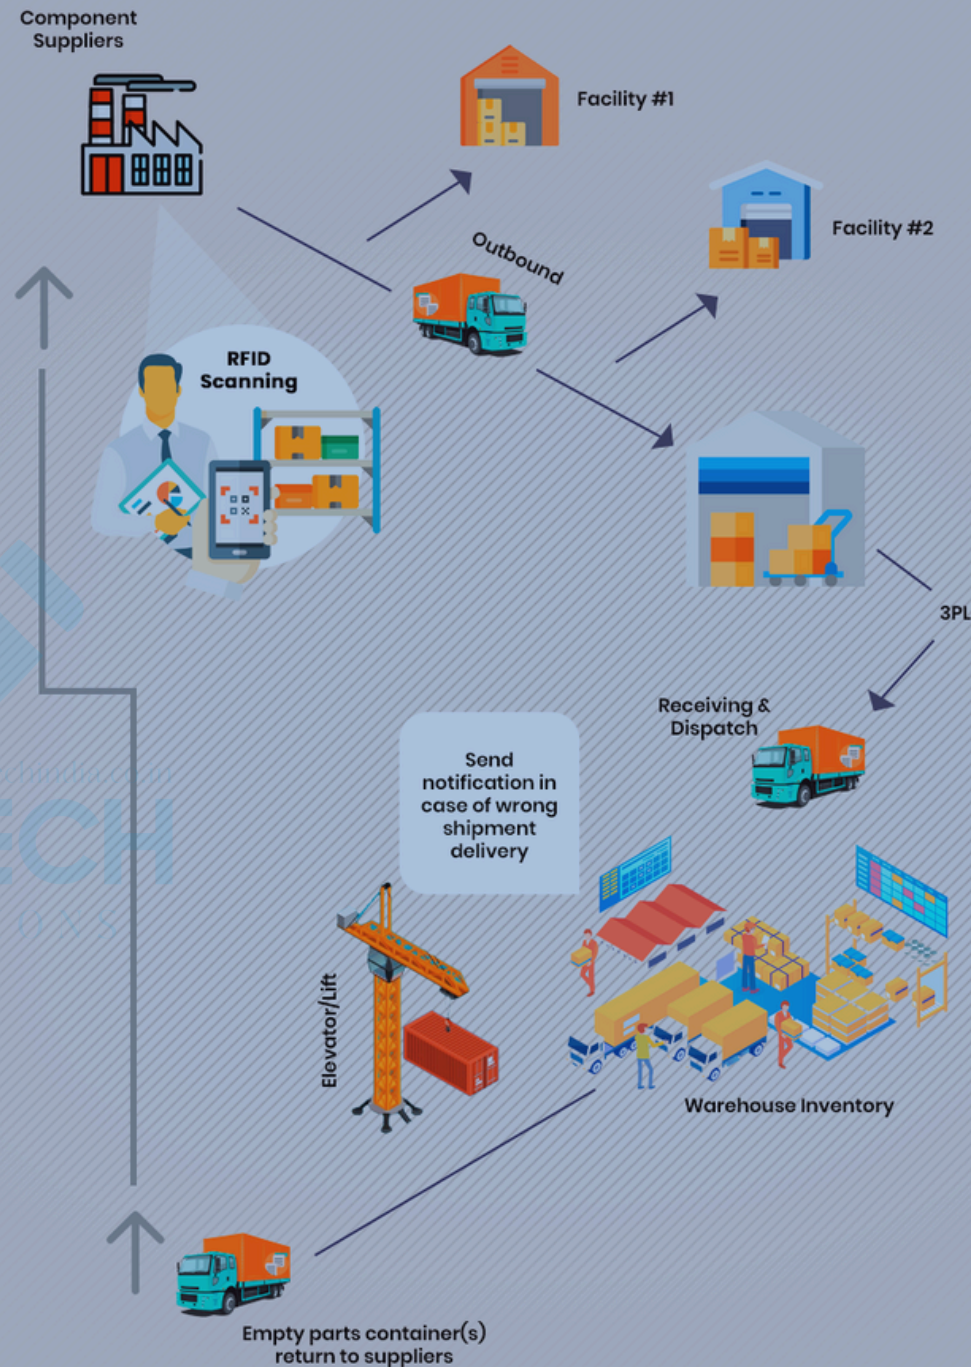 Component
Suppliers
Facility #1
Facility #2
Outbound
RFID
Scanning
3PL
Receiving &
Dispatch
Send
notification in
case of wrong
shipment
delivery
Elevator/Lift
Warehouse Inventory
Empty parts container(s)
return to suppliers